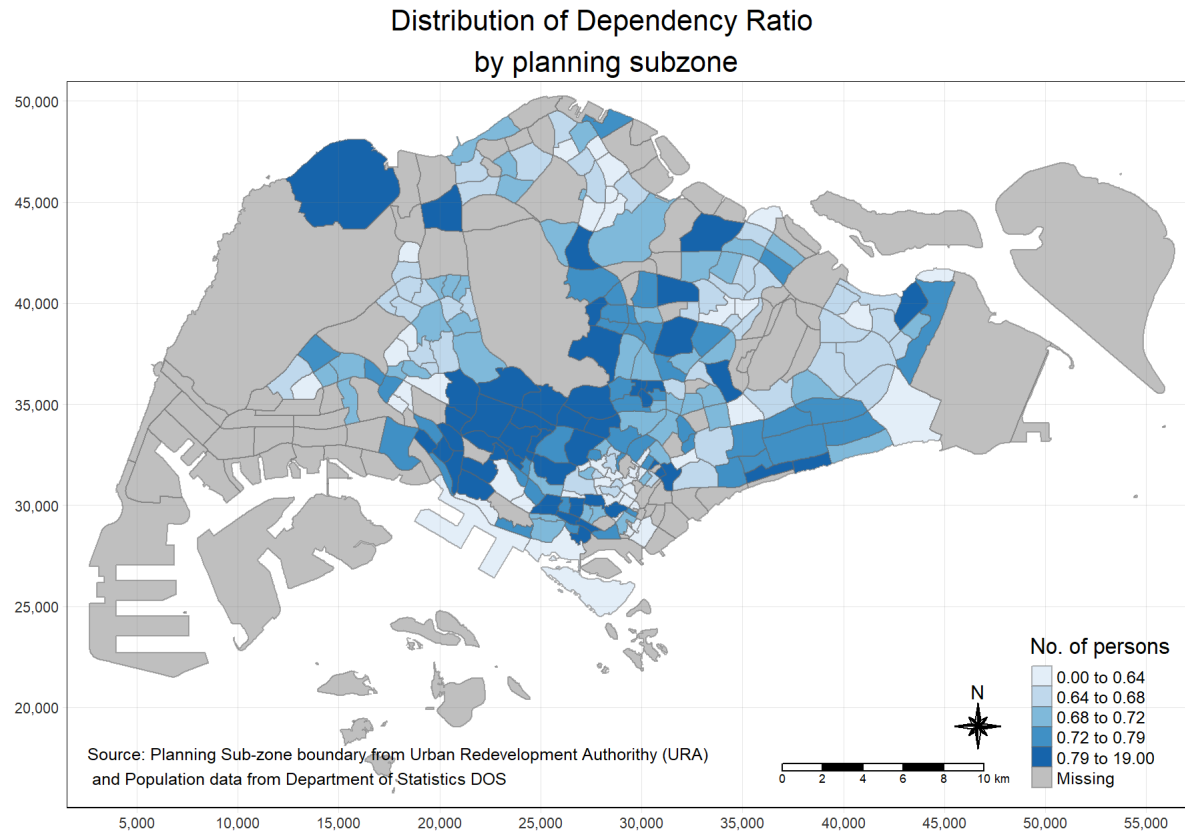 Distribution of Dependency Ratio
by planning subzone
50,000
45,000
40,000
35,000
30,000
25,000
20,000
No. of persons
0.00 to 0.64
0.64 to 0.68
0.68 to 0.72
0.72 to 0.79
0.79 to 19.00
Missing
N
Source: Planning Sub-zone boundary from Urban Redevelopment Authorithy (URA)
and Population data from Department of Statistics DOS
0 2 4 6 8 10 km
5,000 10,000 15,000 20,000 25,000 30,000 35,000 40,000 45,000 50,000 55,000